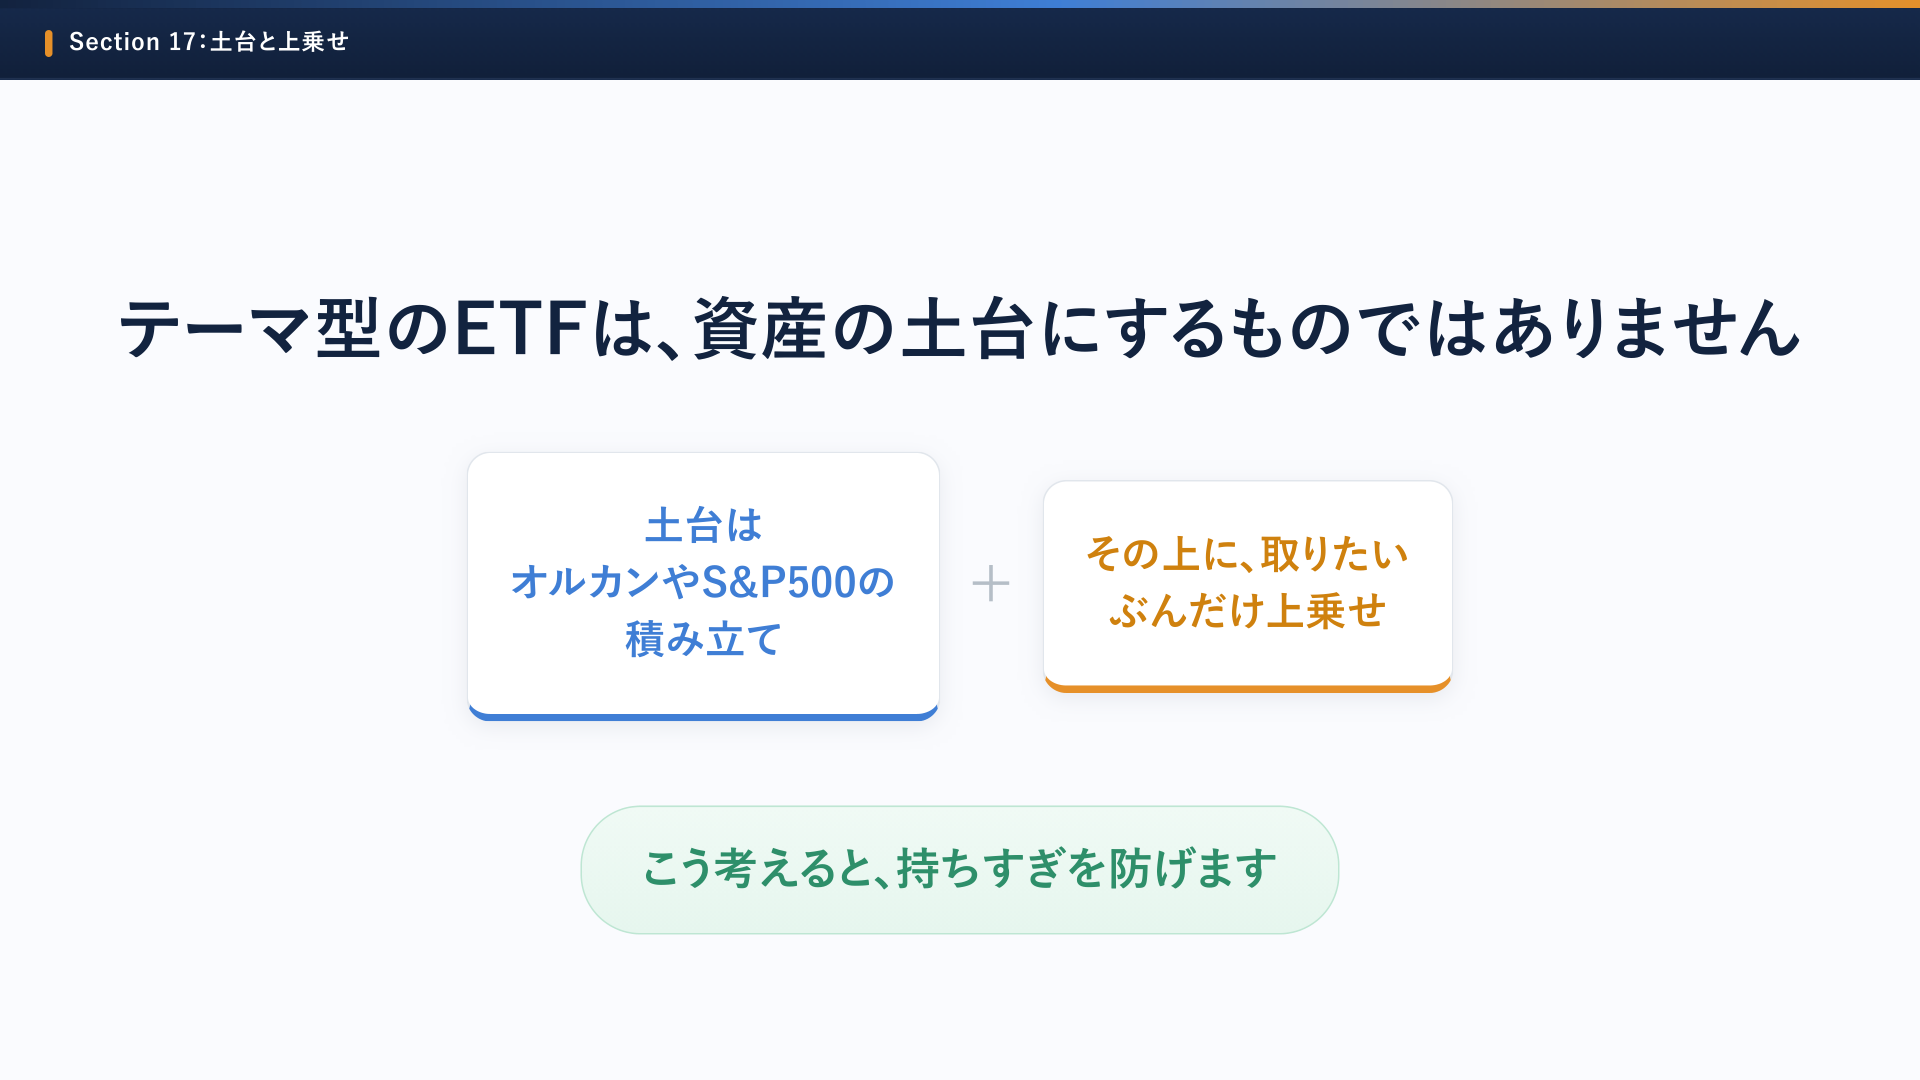 Section 17：土台と上乗せ
テーマ型のETFは、資産の土台にするものではありません
土台は
オルカンやS&P500の
積み立て
＋
その上に、取りたい
ぶんだけ上乗せ
こう考えると、持ちすぎを防げます